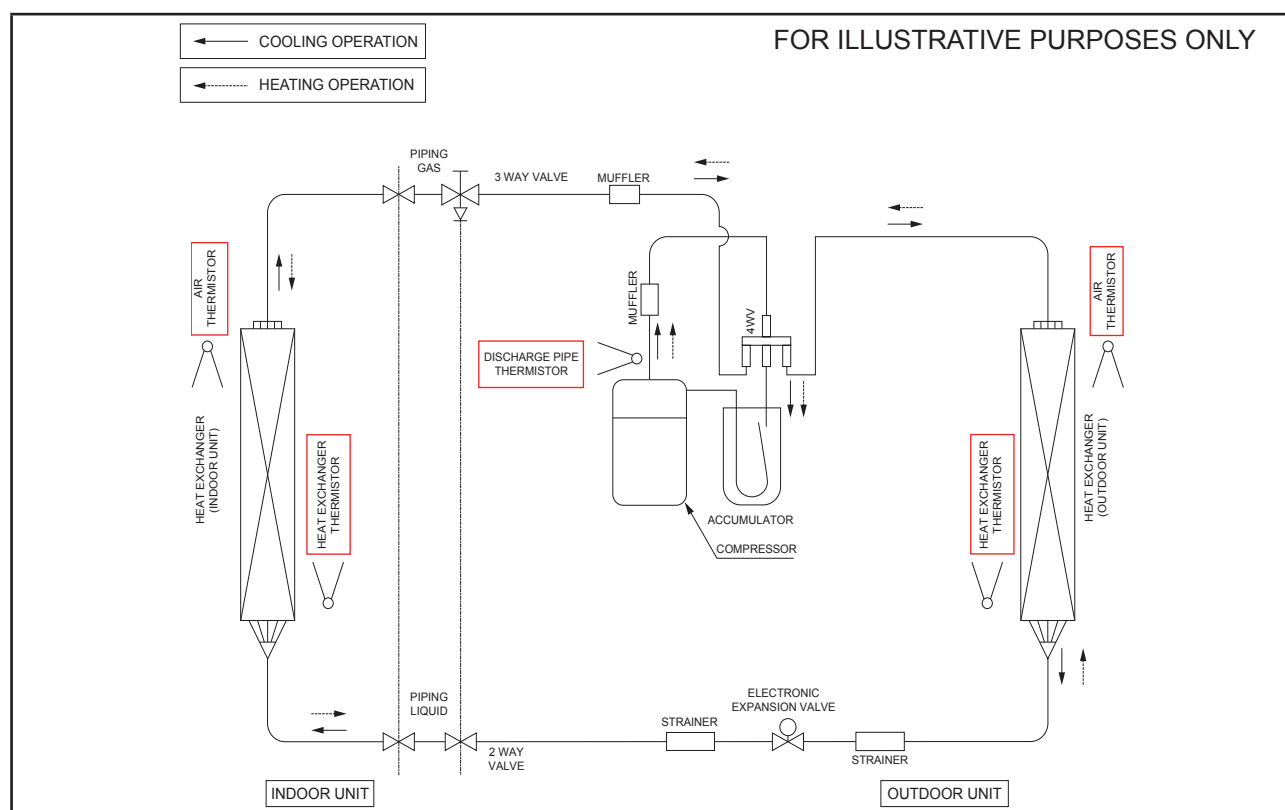 COOLING OPERATION
FOR ILLUSTRATIVE PURPOSES ONLY
HEATING OPERATION
PIPING
GAS
3 WAY VALVE
MUFFLER
AIR
THERMISTOR
MUFFLER
4WV
AIR
THERMISTOR
DISCHARGE PIPE
THERMISTOR
HEAT EXCHANGER
(INDOOR UNIT)
HEAT EXCHANGER
THERMISTOR
HEAT EXCHANGER
THERMISTOR
HEAT EXCHANGER
(OUTDOOR UNIT)
ACCUMULATOR
COMPRESSOR
PIPING
LIQUID
2 WAY
VALVE
STRAINER
ELECTRONIC
EXPANSION VALVE
STRAINER
INDOOR UNIT
OUTDOOR UNIT